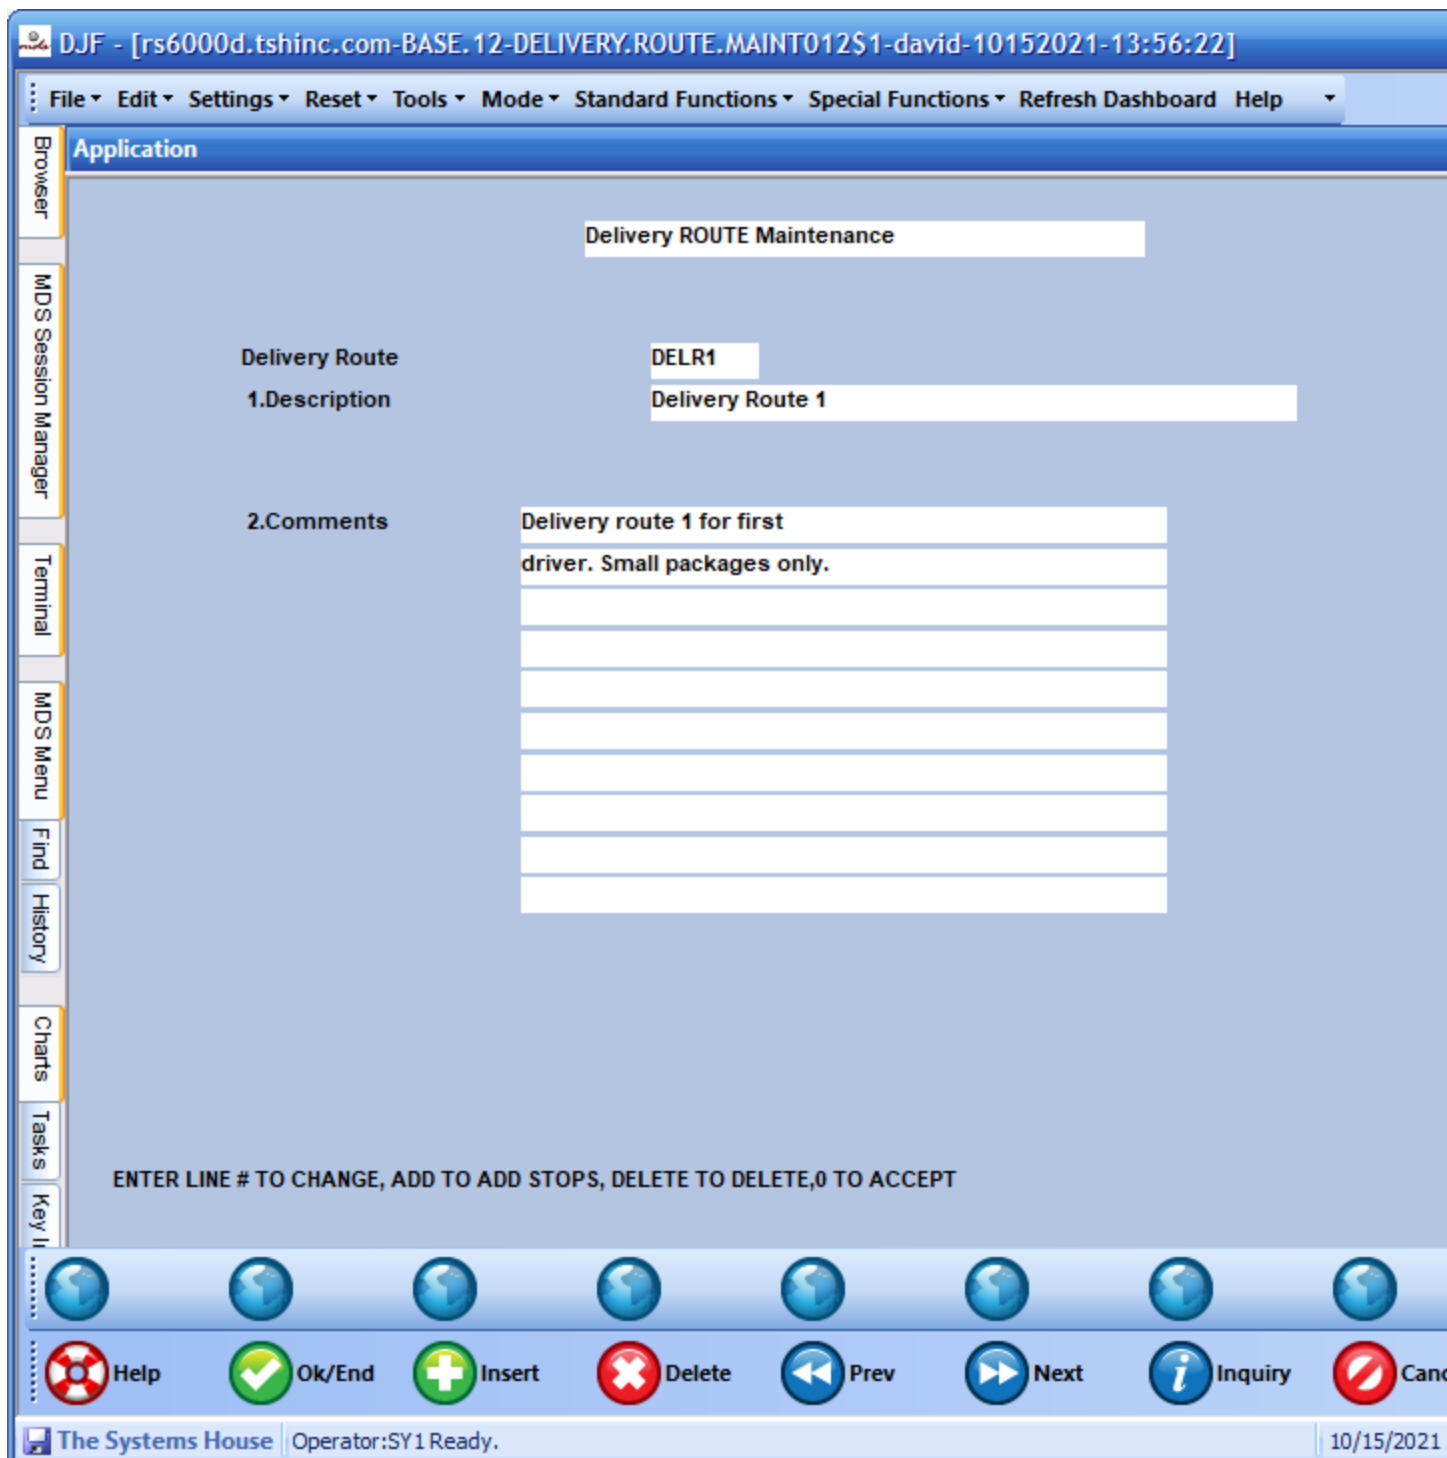 DJF - [rs6000d.tshinc.com-BASE.12-DELIVERY.ROUTE.MAINT012$1-david-10152021-13:56:22]
File Edit Settings Reset Tools Mode Standard Functions Special Functions Refresh Dashboard Help
Browser
MDS Session Manager
Terminal
MDS Menu
Find
History
Charts
Tasks
Key
Application
Delivery ROUTE Maintenance
Delivery Route DELR1
1.Description Delivery Route 1
2.Comments Delivery route 1 for first
driver. Small packages only.
ENTER LINE # TO CHANGE, ADD TO ADD STOPS, DELETE TO DELETE,0 TO ACCEPT
Help Ok/End Insert Delete Prev Next Inquiry
The Systems House Operator:SY1 Ready. 10/15/2021